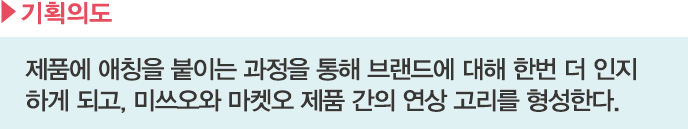 ▶기획의도
제품에 애칭을 붙이는 과정을 통해 브랜드에 대해 한번 더 인지
하게 되고, 미쓰오와 마켓오 제품 간의 연상 고리를 형성한다.